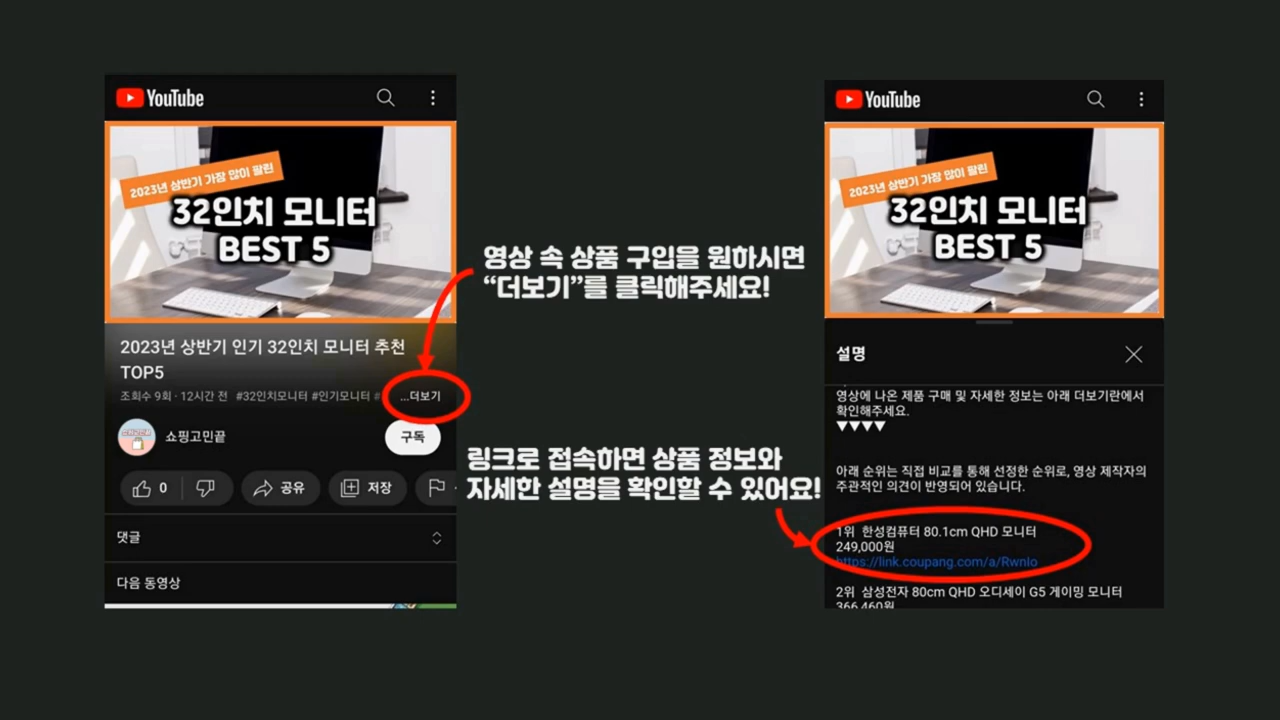 YouTube
2023년 상반기 가장 많이 팔린
32인치 모니터
BEST 5
2023년 상반기 인기 32인치 모니터 추천
TOP5
조회수 9회 · 12시간 전 #32인치모니터 #인기모니터 #
...더보기
쇼핑고민끝
구독
0
공유
저장
댓글
다음 동영상
영상 속 상품 구입을 원하시면
“더보기”를 클릭해주세요!
링크로 접속하면 상품 정보와
자세한 설명을 확인할 수 있어요!
YouTube
2023년 상반기 가장 많이 팔린
32인치 모니터
BEST 5
설명
영상에 나온 제품 구매 및 자세한 정보는 아래 더보기란에서
확인해주세요.
▼▼▼▼
아래 순위는 직접 비교를 통해 선정한 순위로, 영상 제작자의
주관적인 의견이 반영되어 있습니다.
1위 한성컴퓨터 80.1cm QHD 모니터
249,000원
https://link.coupang.com/a/Rwnlo
2위 삼성전자 80cm QHD 오디세이 G5 게이밍 모니터
366,460원